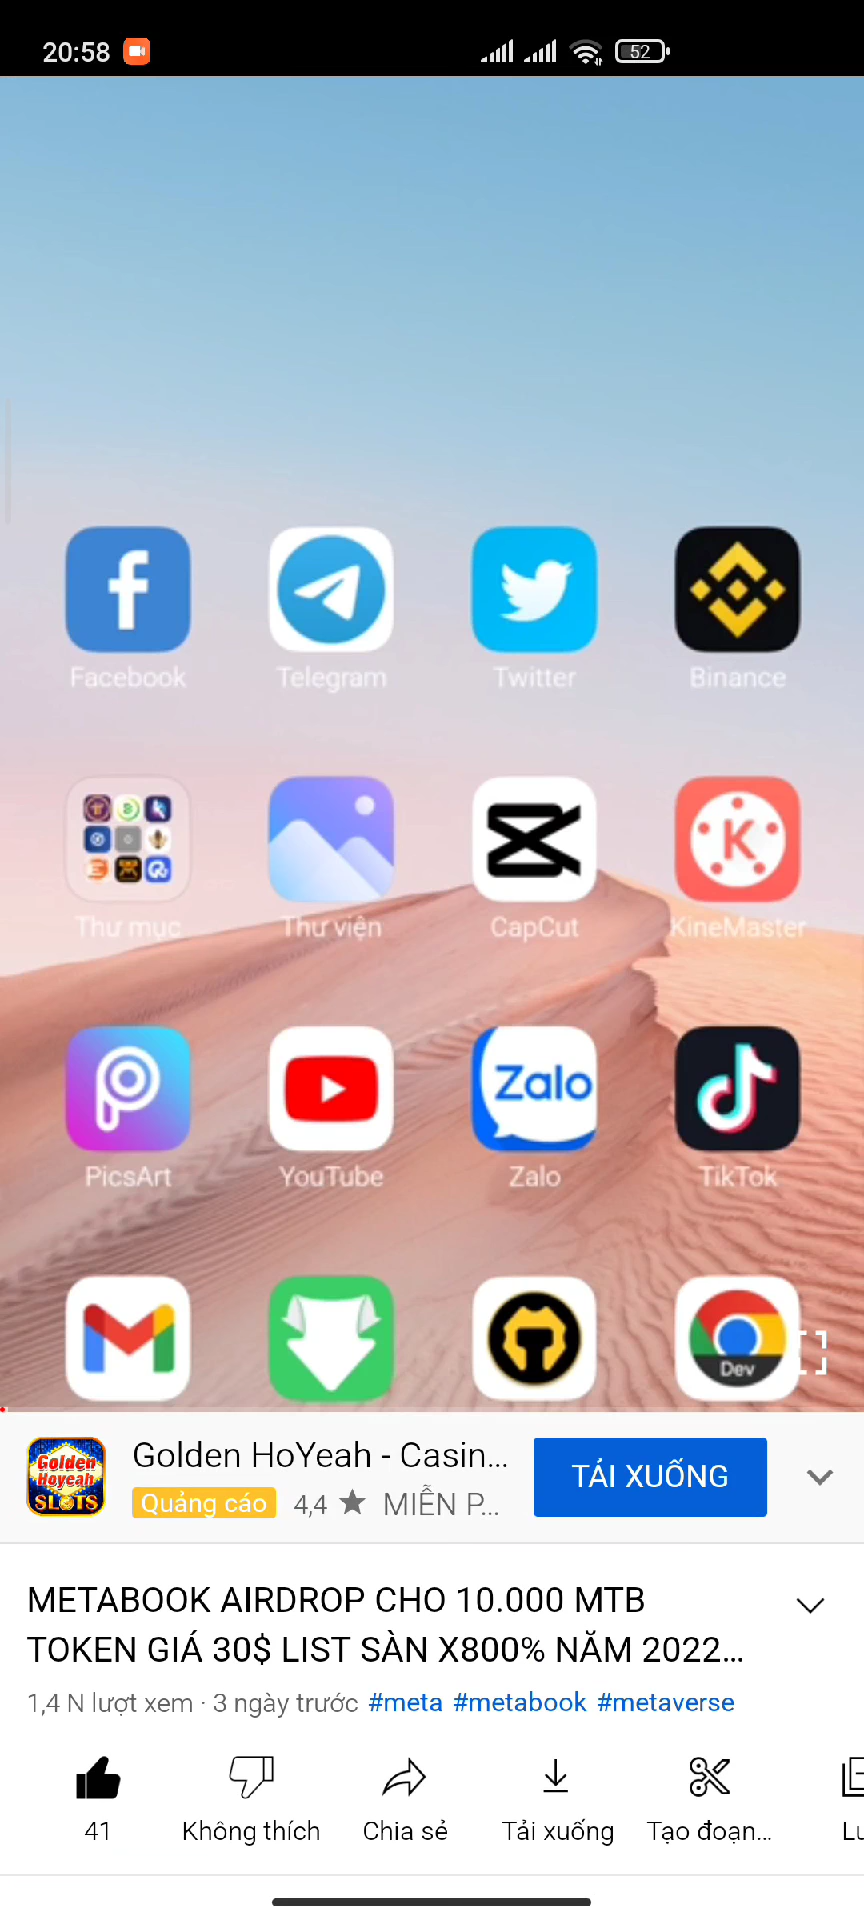 20:58
52
Facebook
Telegram
Twitter
Binance
Thư mục
Thư viện
CapCut
KineMaster
Zalo
PicsArt
YouTube
Zalo
TikTok
Dev
Golden Hoyeah SLOTS
Golden HoYeah - Casin...
Quảng cáo 4,4 ★ MIỄN P...
TẢI XUỐNG
METABOOK AIRDROP CHO 10.000 MTB
TOKEN GIÁ 30$ LIST SÀN X800% NĂM 2022...
1,4 N lượt xem · 3 ngày trước #meta #metabook #metaverse
41
Không thích
Chia sẻ
Tải xuống
Tạo đoạn...